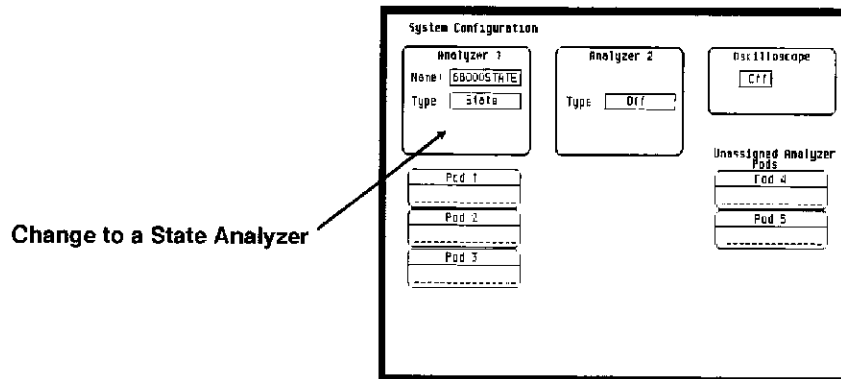 System Configuration
Analyzer 1
Name: 68000STATE
Type State
Analyzer 2
Type Off
Oscilloscope
Off
Unassigned Analyzer
Pods
Pod 1
Pod 2
Pod 3
Pod 4
Pod 5
Change to a State Analyzer